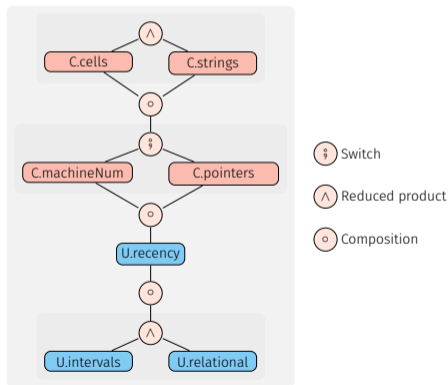 ∧
C.cells C.strings
∘
⨟
Switch
C.machineNum C.pointers
∧ Reduced product
∘
∘ Composition
U.recency
∘
∧
U.intervals U.relational